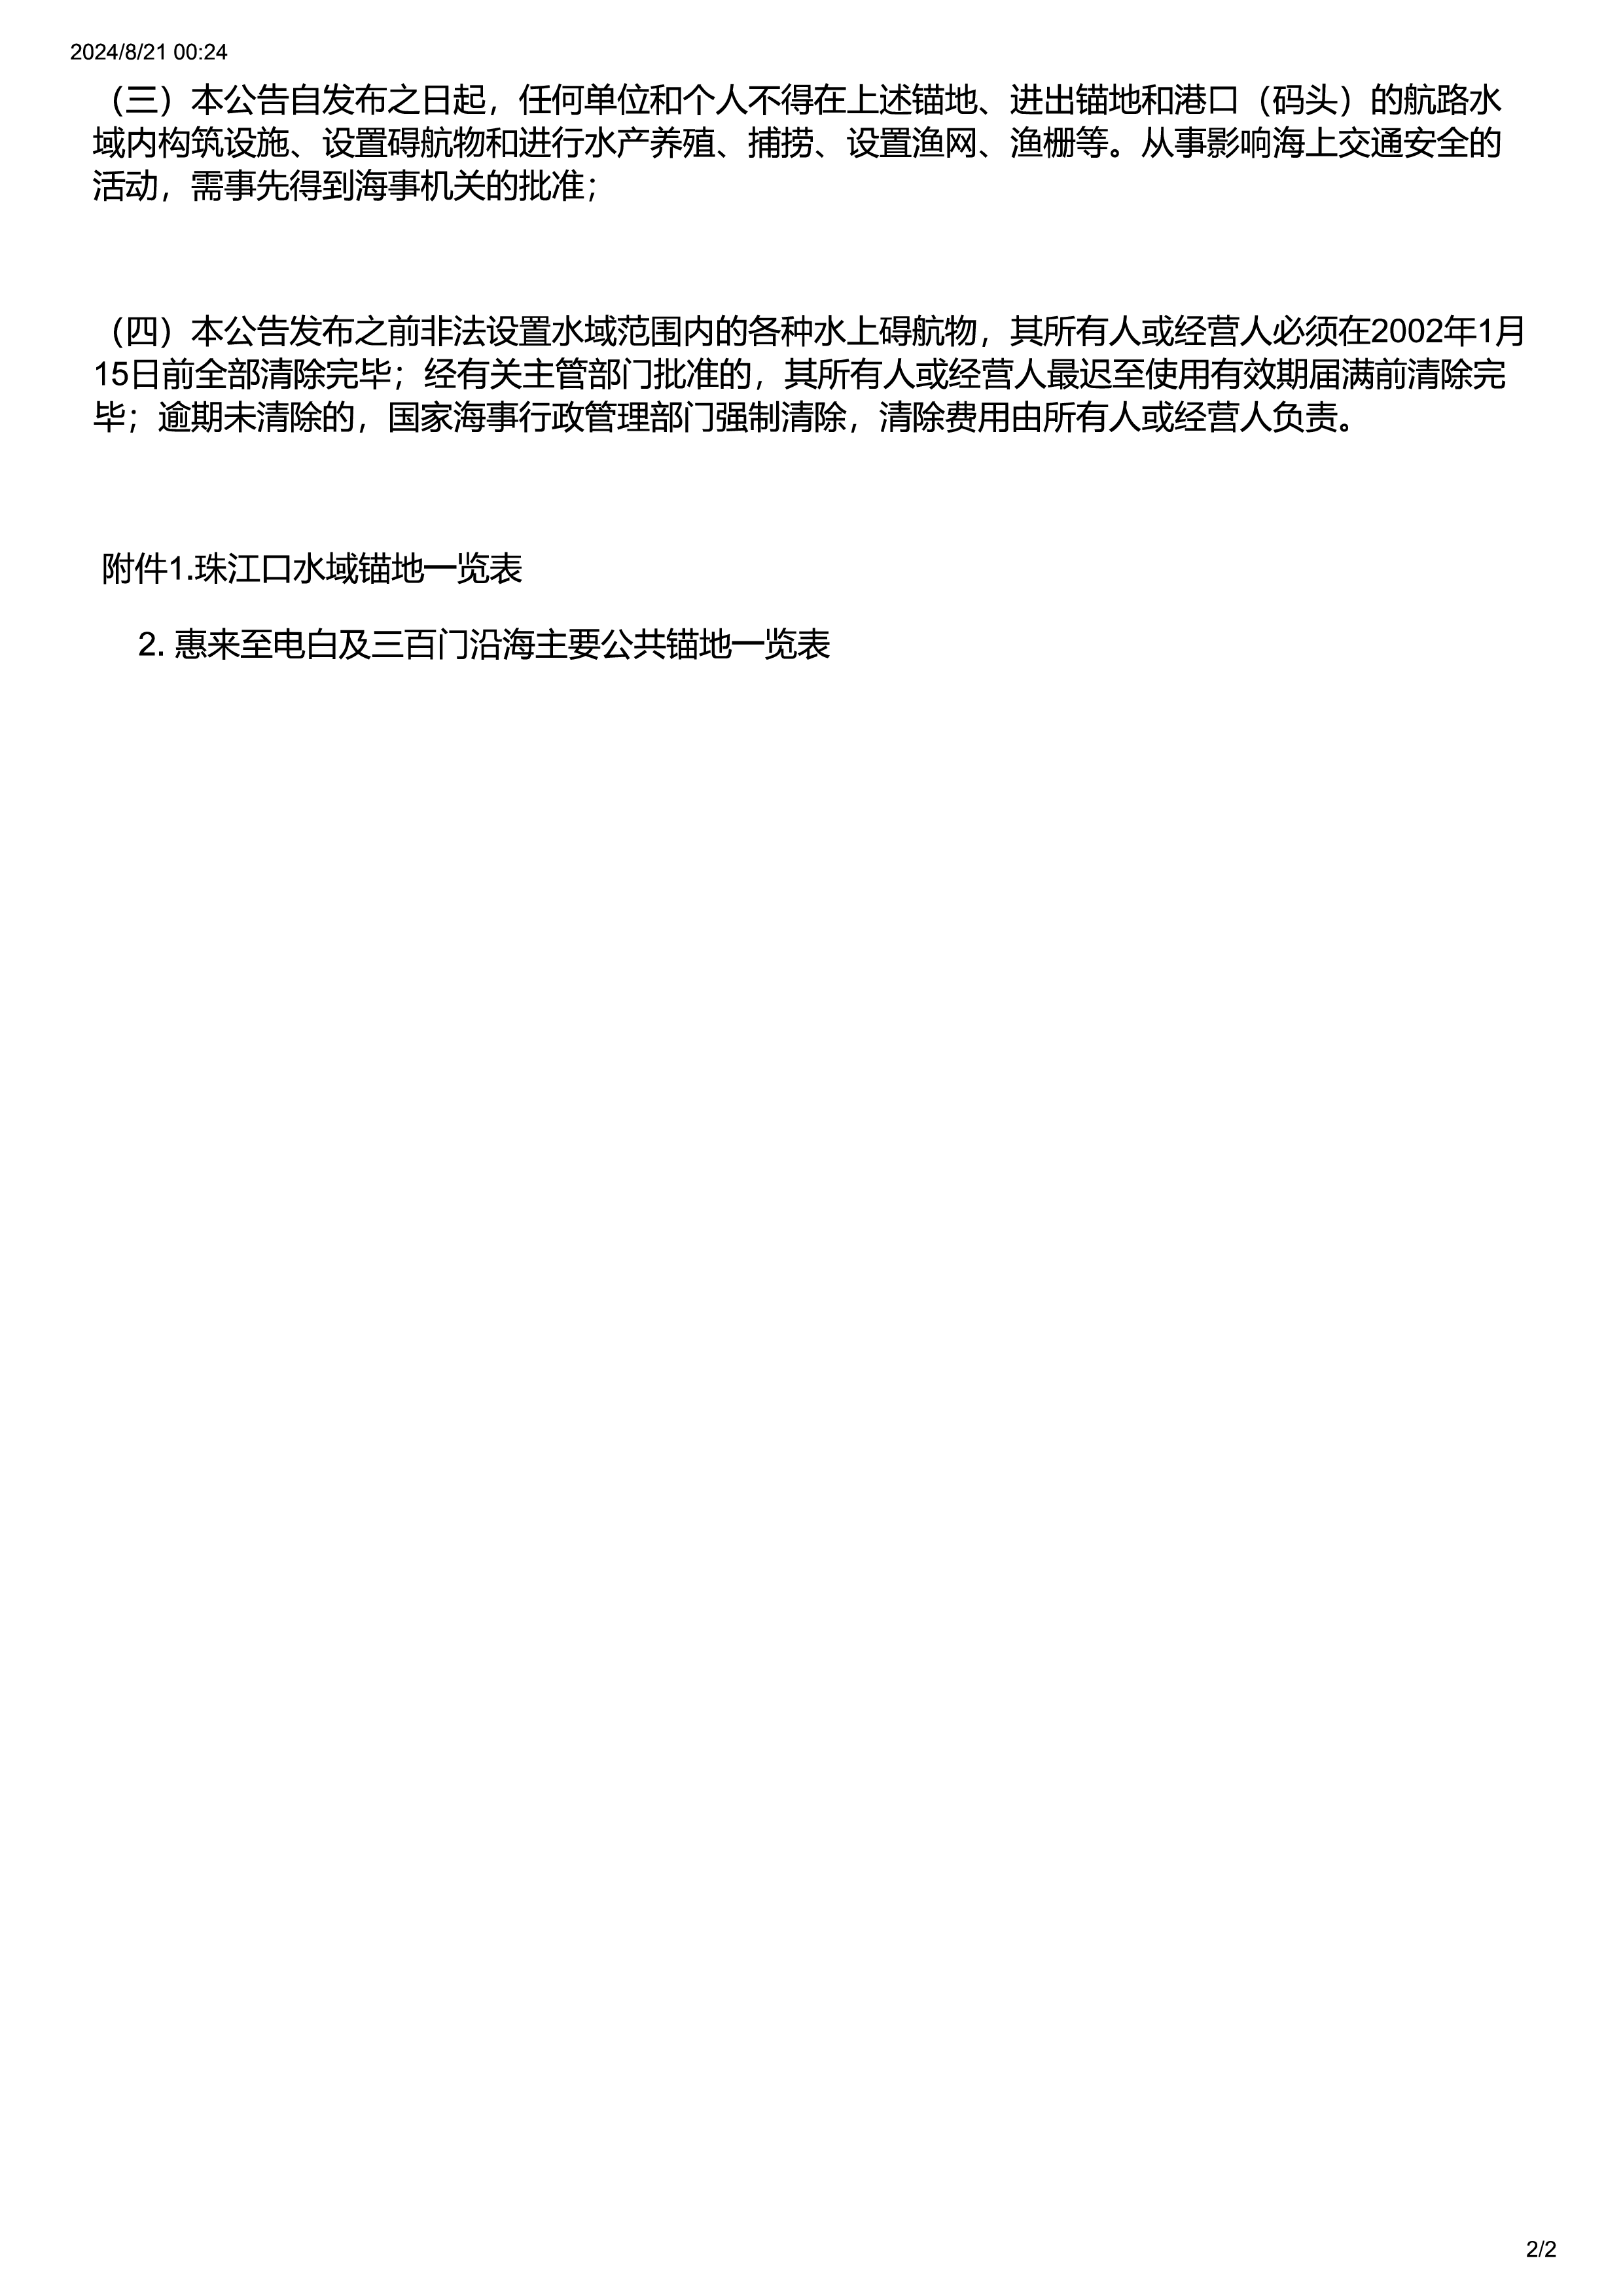 2024/8/21 00:24
（三）本公告自发布之日起，任何单位和个人不得在上述锚地、进出锚地和港口（码头）的航路水
域内构筑设施、设置碍航物和进行水产养殖、捕捞、设置渔网、渔栅等。从事影响海上交通安全的
活动，需事先得到海事机关的批准；
（四）本公告发布之前非法设置水域范围内的各种水上碍航物，其所有人或经营人必须在2002年1月
15日前全部清除完毕；经有关主管部门批准的，其所有人或经营人最迟至使用有效期届满前清除完
毕；逾期未清除的，国家海事行政管理部门强制清除，清除费用由所有人或经营人负责。
附件1.珠江口水域锚地一览表
2. 惠来至电白及三百门沿海主要公共锚地一览表
2/2